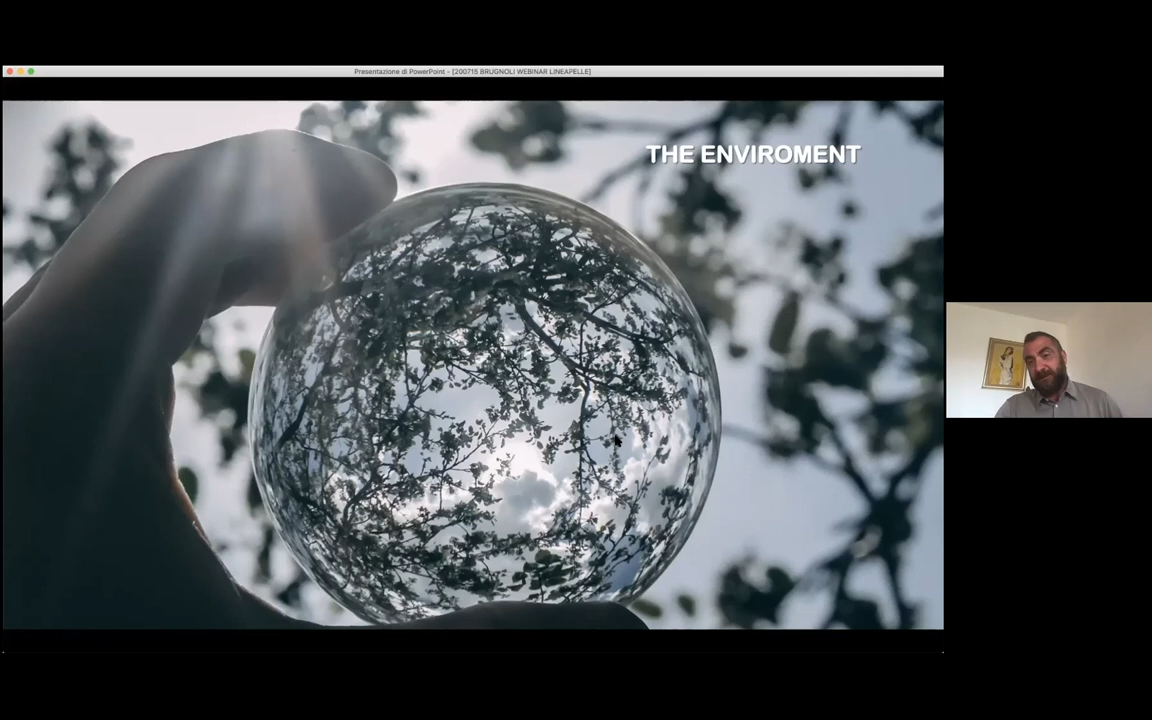 Presentazione di PowerPoint - [200715 BRUGNOLI WEBINAR LINEAPELLE]
THE ENVIROMENT